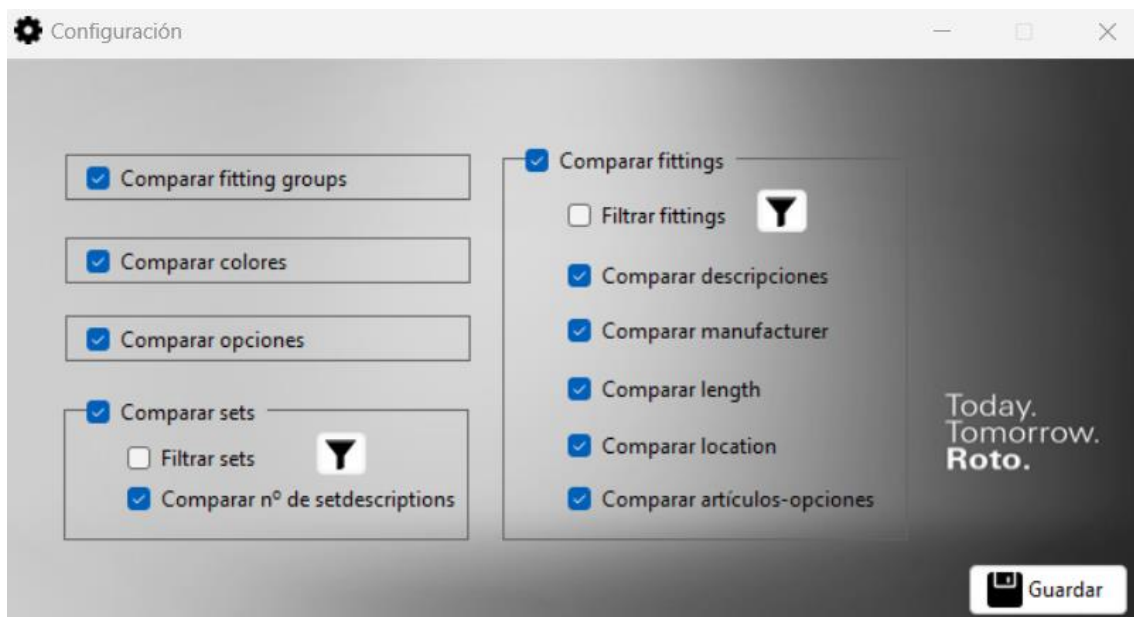 Configuración
Comparar fitting groups
Comparar colores
Comparar opciones
Comparar sets
Filtrar sets
Comparar nº de setdescriptions
Comparar fittings
Filtrar fittings
Comparar descripciones
Comparar manufacturer
Comparar length
Comparar location
Comparar artículos-opciones
Today.
Tomorrow.
Roto.
Guardar